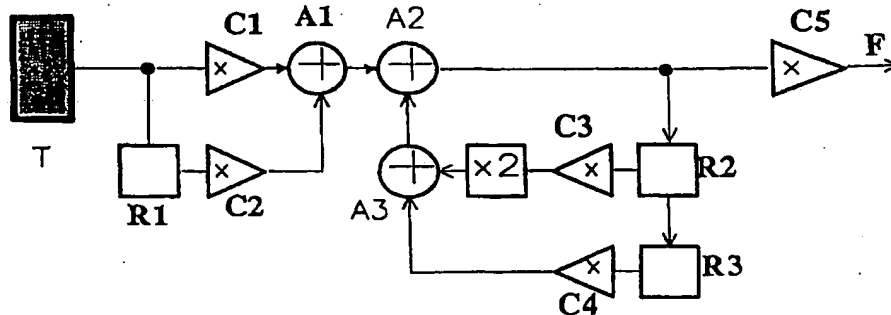 C1 A1 A2 C5 F
× + + ×
T
C3
× + ×2 ×
R1 C2 A3 R2
×
C4 R3